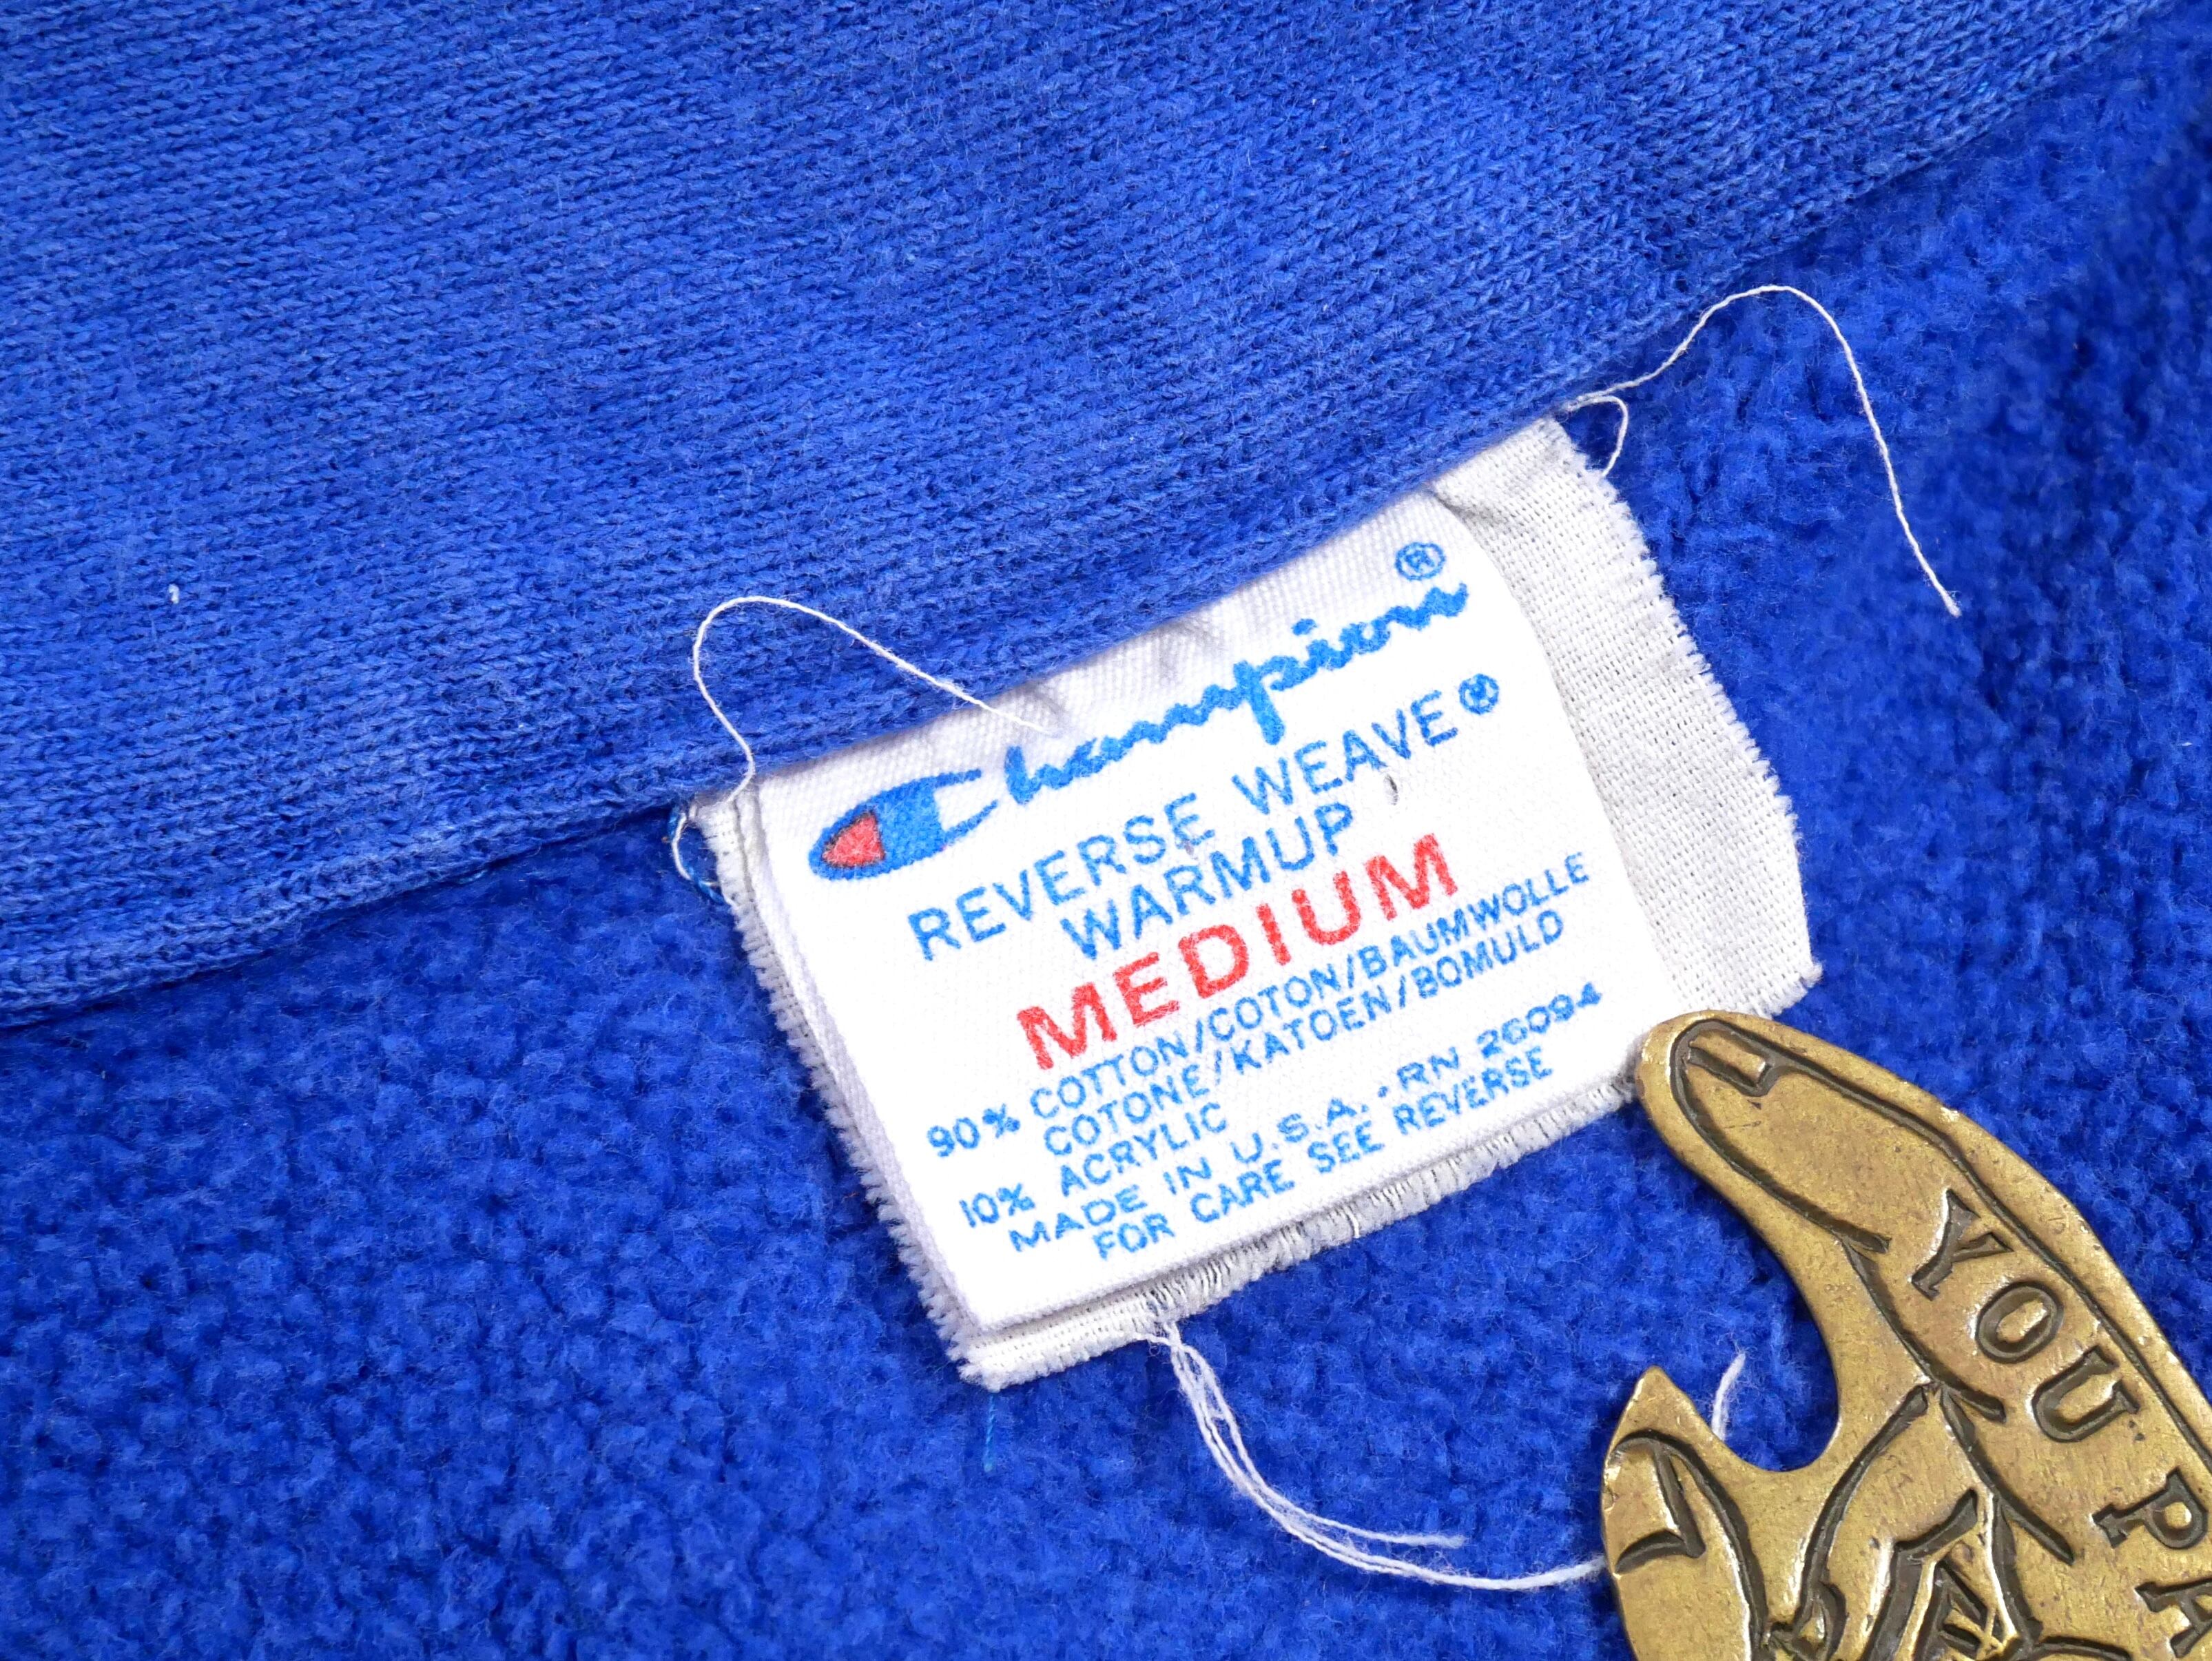 Champion®
REVERSE WEAVE®
WARMUP
MEDIUM
90% COTTON/COTON/BAUMWOLLE
COTONE/KATOEN/BOMULD
10% ACRYLIC
MADE IN U.S.A. • RN 26094
FOR CARE SEE REVERSE
YOU PA